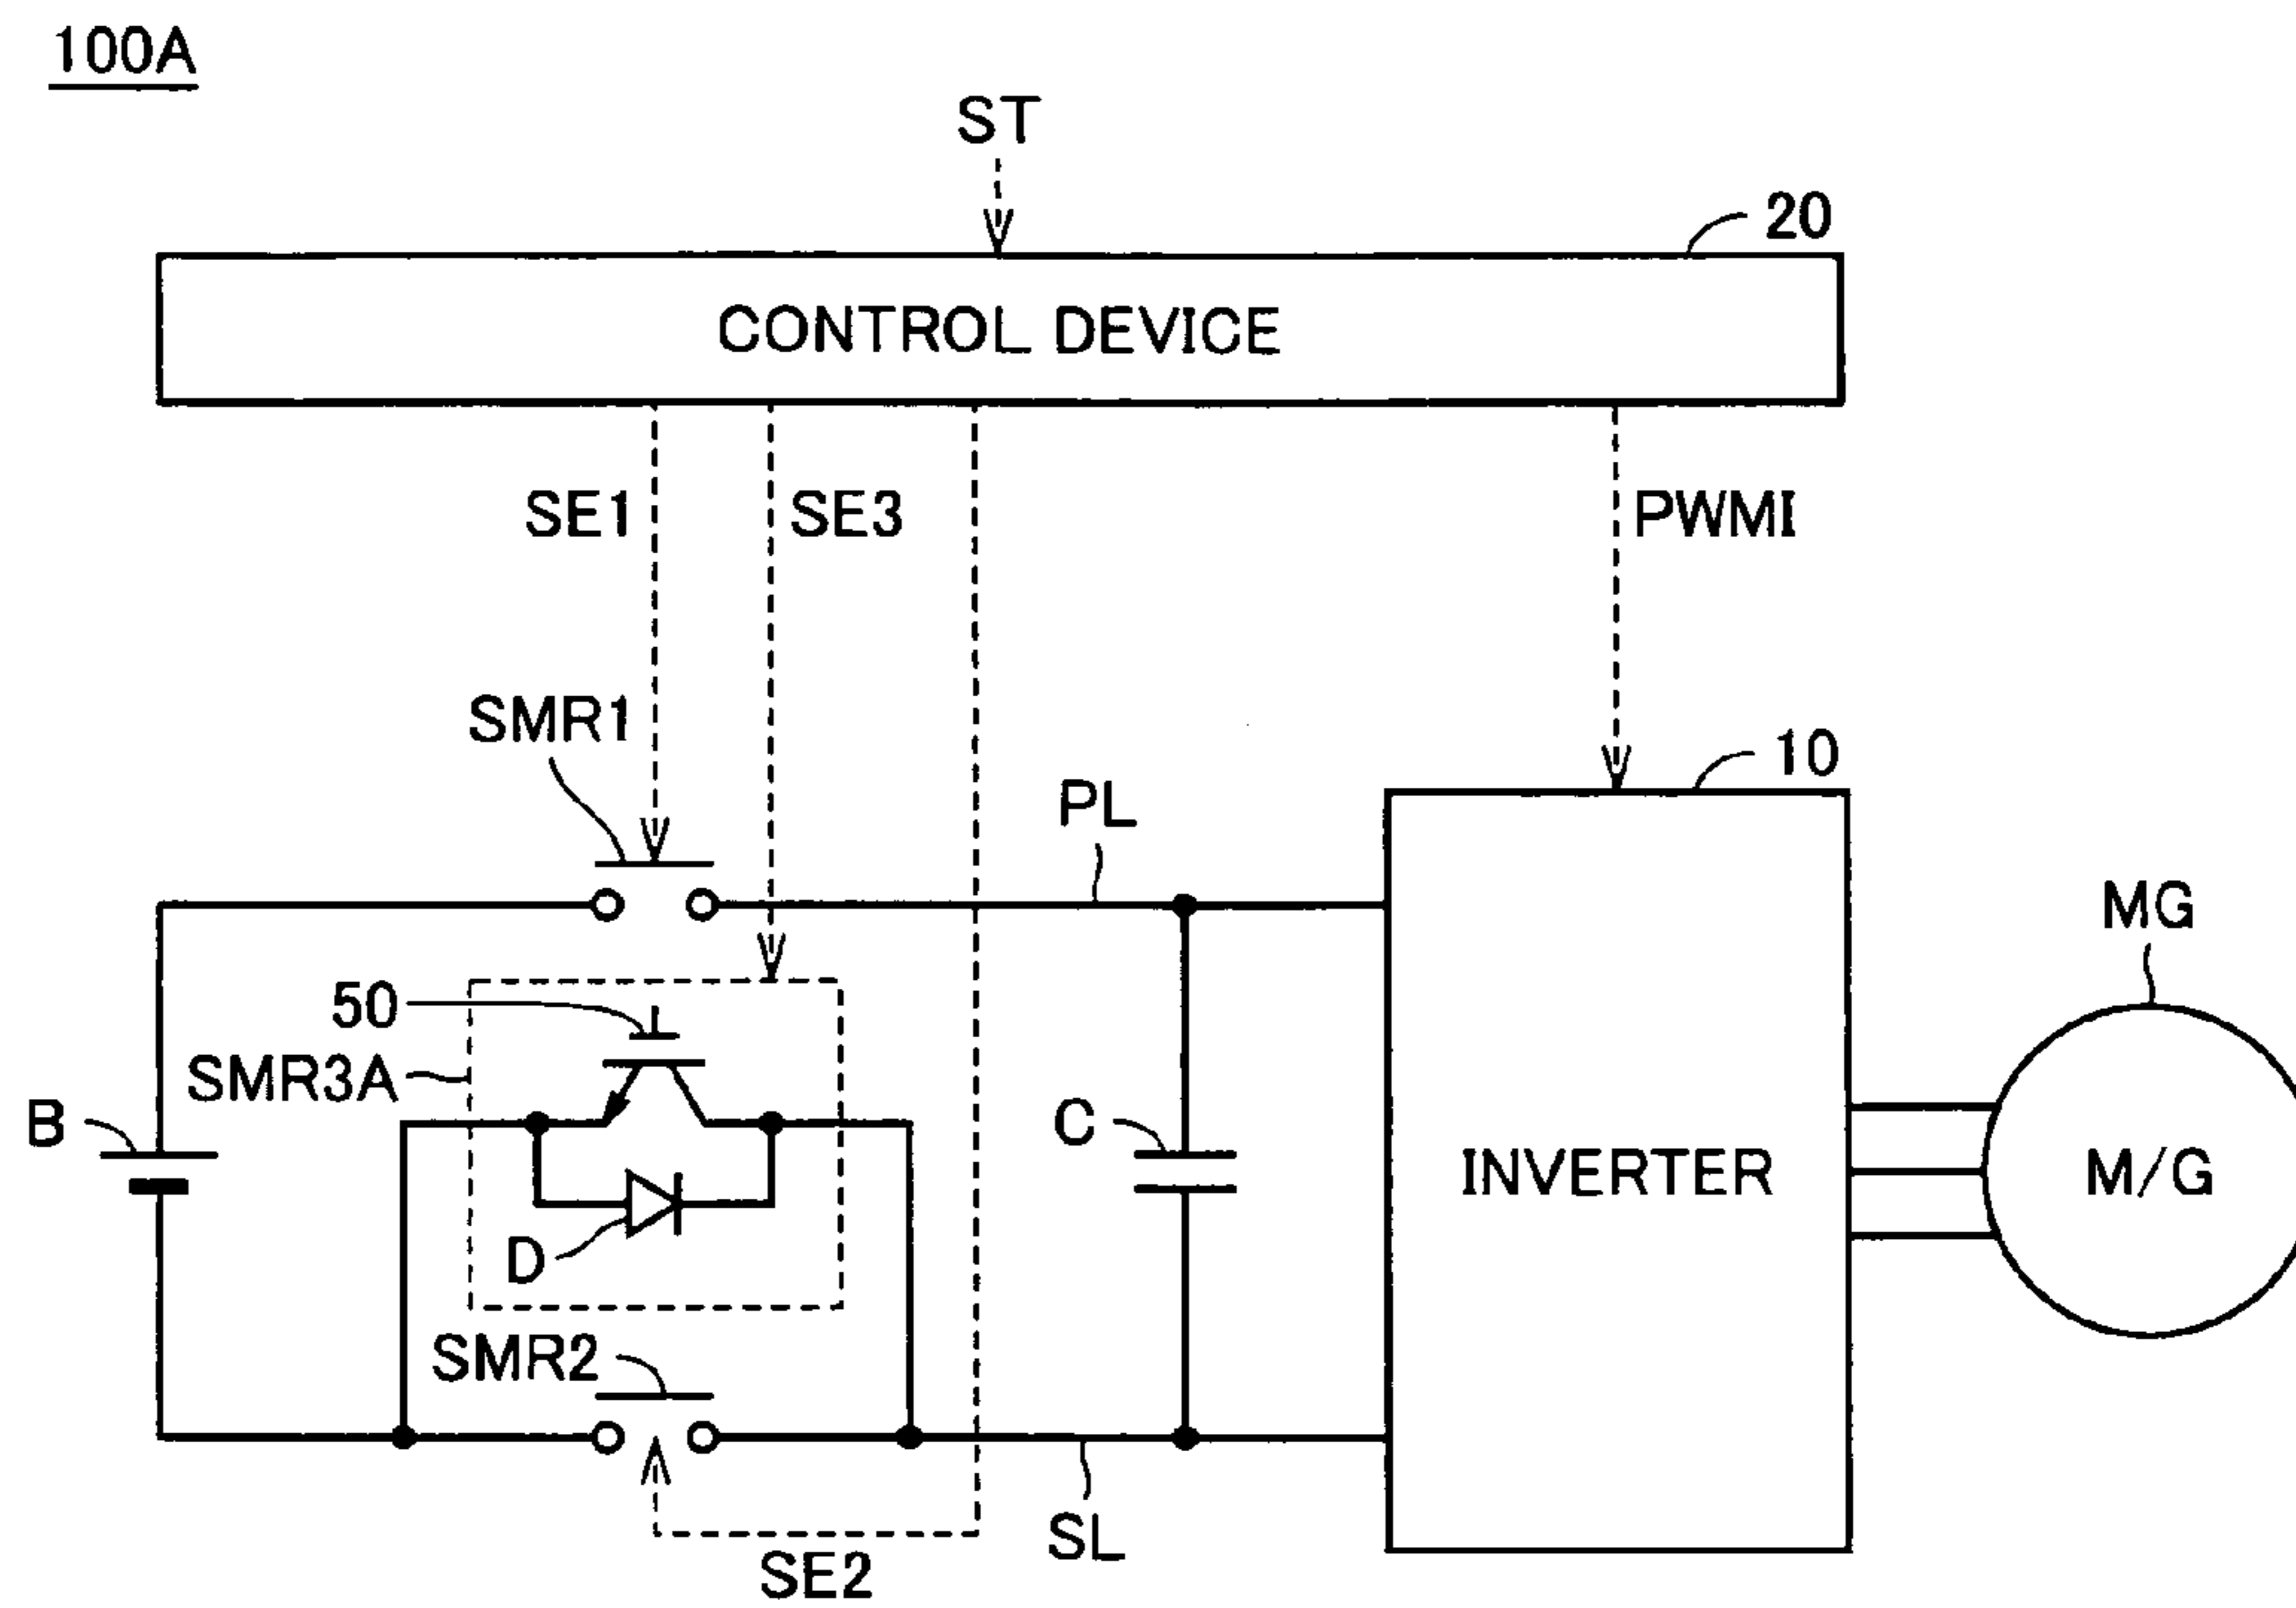 100A
ST
20
CONTROL DEVICE
SE1
SE3
PWMI
SMR1
PL
10
MG
50
SMR3A
B
C
INVERTER
M/G
D
SMR2
SL
SE2